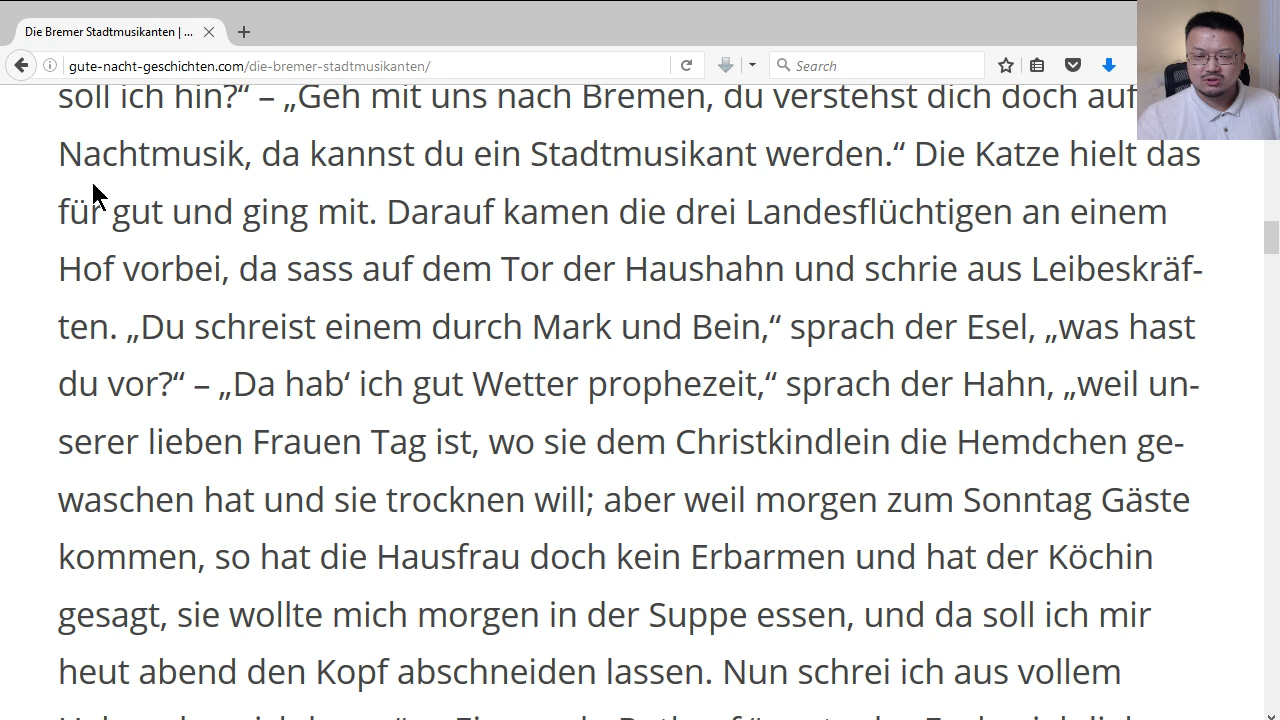 Die Bremer Stadtmusikanten | ...
gute-nacht-geschichten.com/die-bremer-stadtmusikanten/
Search
soll ich hin?“ – „Geh mit uns nach Bremen, du verstehst dich doch auf
Nachtmusik, da kannst du ein Stadtmusikant werden.“ Die Katze hielt das
für gut und ging mit. Darauf kamen die drei Landesflüchtigen an einem
Hof vorbei, da sass auf dem Tor der Haushahn und schrie aus Leibeskräf-
ten. „Du schreist einem durch Mark und Bein,“ sprach der Esel, „was hast
du vor?“ – „Da hab‘ ich gut Wetter prophezeit,“ sprach der Hahn, „weil un-
serer lieben Frauen Tag ist, wo sie dem Christkindlein die Hemdchen ge-
waschen hat und sie trocknen will; aber weil morgen zum Sonntag Gäste
kommen, so hat die Hausfrau doch kein Erbarmen und hat der Köchin
gesagt, sie wollte mich morgen in der Suppe essen, und da soll ich mir
heut abend den Kopf abschneiden lassen. Nun schrei ich aus vollem